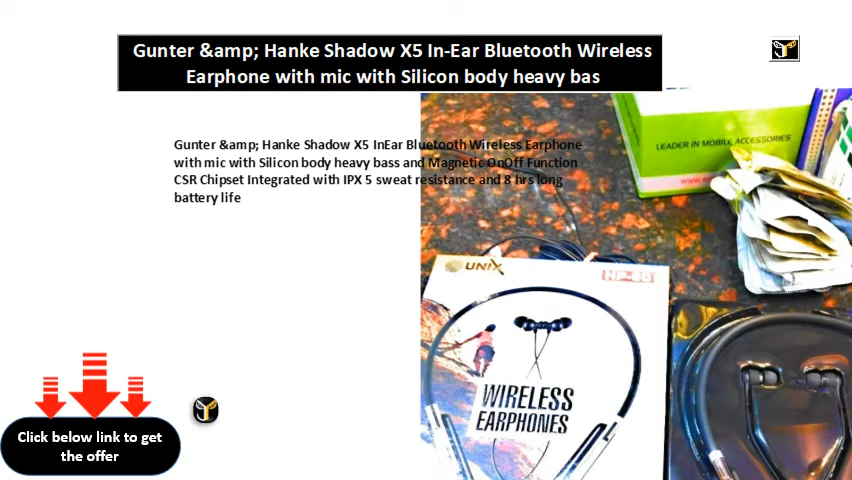 Gunter &amp; Hanke Shadow X5 In-Ear Bluetooth Wireless
Earphone with mic with Silicon body heavy bas
Gunter &amp; Hanke Shadow X5 InEar Bluetooth Wireless Earphone
with mic with Silicon body heavy bass and Magnetic OnOff Function
CSR Chipset Integrated with IPX 5 sweat resistance and 8 hrs long
battery life
LEADER IN MOBILE ACCESSORIES
UNIX
HP-60
WIRELESS
EARPHONES
Click below link to get
the offer